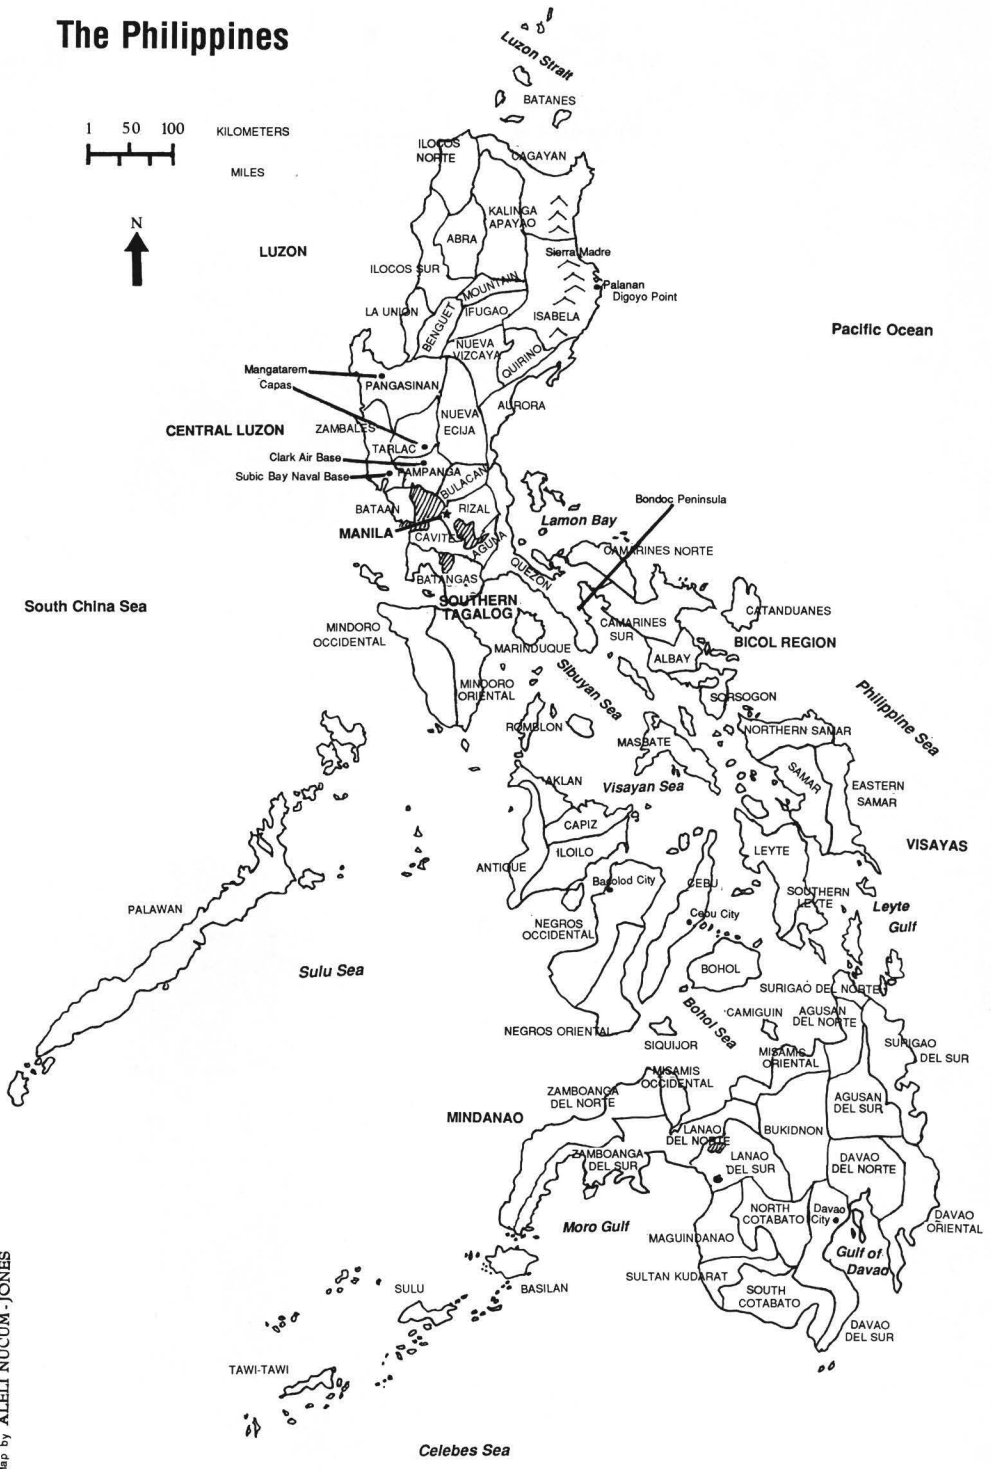 The Philippines
Luzon Strait
BATANES
1 50 100 KILOMETERS
MILES
N
ILOCOS
NORTE
CAGAYAN
KALINGA
APAYAO
ABRA
LUZON
Sierra Madre
ILOCOS SUR
MOUNTAIN
Palanan
Digoyo Point
LA UNION
BENGUET
IFUGAO
ISABELA
Pacific Ocean
NUEVA
VIZCAYA
QUIRINO
Mangatarem
Capas
PANGASINAN
AURORA
NUEVA
ECIJA
CENTRAL LUZON
ZAMBALES
TARLAC
Clark Air Base
PAMPANGA
Subic Bay Naval Base
BULACAN
BATAAN
RIZAL
Bondoc Peninsula
Lamon Bay
MANILA
CAVITE
LAGUNA
CAMARINES NORTE
BATANGAS
QUEZON
South China Sea
SOUTHERN
TAGALOG
CATANDUANES
MINDORO
OCCIDENTAL
CAMARINES
SUR
BICOL REGION
MARINDUQUE
ALBAY
MINDORO
ORIENTAL
Sibuyan Sea
SORSOGON
Philippine Sea
ROMBLON
MASBATE
NORTHERN SAMAR
AKLAN
Visayan Sea
SAMAR
EASTERN
SAMAR
CAPIZ
VISAYAS
ILOILO
LEYTE
ANTIQUE
Bacolod City
CEBU
SOUTHERN
LEYTE
PALAWAN
Cebu City
Leyte
Gulf
NEGROS
OCCIDENTAL
Sulu Sea
BOHOL
SURIGAO DEL NORTE
Bohol Sea
CAMIGUIN
AGUSAN
DEL NORTE
NEGROS ORIENTAL
SIQUIJOR
SURIGAO
DEL SUR
MISAMIS
ORIENTAL
MISAMIS
OCCIDENTAL
ZAMBOANGA
DEL NORTE
AGUSAN
DEL SUR
MINDANAO
LANAO
DEL NORTE
BUKIDNON
ZAMBOANGA
DEL SUR
LANAO
DEL SUR
DAVAO
DEL NORTE
NORTH
COTABATO
Davao
City
DAVAO
ORIENTAL
Moro Gulf
MAGUINDANAO
Gulf of
Davao
SULTAN KUDARAT
SULU
BASILAN
SOUTH
COTABATO
DAVAO
DEL SUR
TAWI-TAWI
Celebes Sea
by ALELI NUCUM-JONES